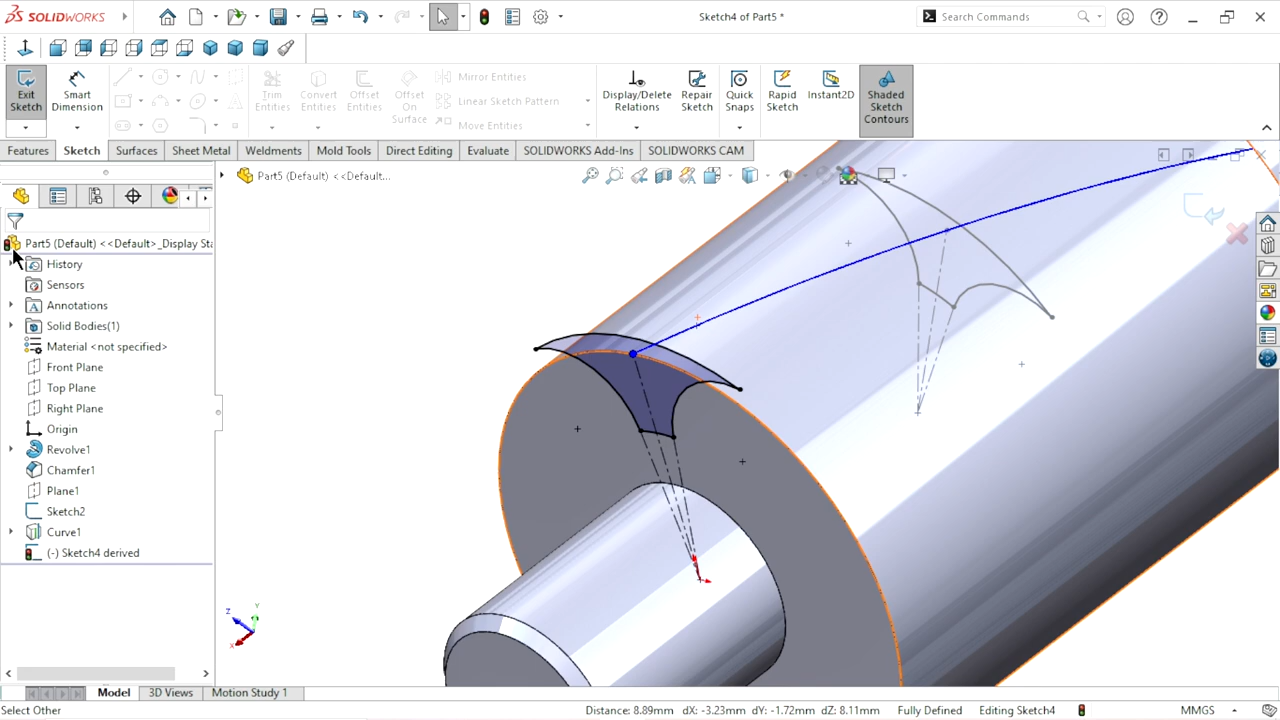 SOLIDWORKS
Sketch4 of Part5 *
Search Commands
Exit Sketch
Smart Dimension
Trim Entities
Convert Entities
Offset Entities
Offset On Surface
Mirror Entities
Linear Sketch Pattern
Move Entities
Display/Delete Relations
Repair Sketch
Quick Snaps
Rapid Sketch
Instant2D
Shaded Sketch Contours
Features
Sketch
Surfaces
Sheet Metal
Weldments
Mold Tools
Direct Editing
Evaluate
SOLIDWORKS Add-Ins
SOLIDWORKS CAM
Part5 (Default) <<Default...
Part5 (Default) <<Default>_Display Sta
History
Sensors
Annotations
Solid Bodies(1)
Material <not specified>
Front Plane
Top Plane
Right Plane
Origin
Revolve1
Chamfer1
Plane1
Sketch2
Curve1
(-) Sketch4 derived
Y
Z
X
Model
3D Views
Motion Study 1
Select Other
Distance: 8.89mm
dX: -3.23mm dY: -1.72mm dZ: 8.11mm
Fully Defined
Editing Sketch4
MMGS